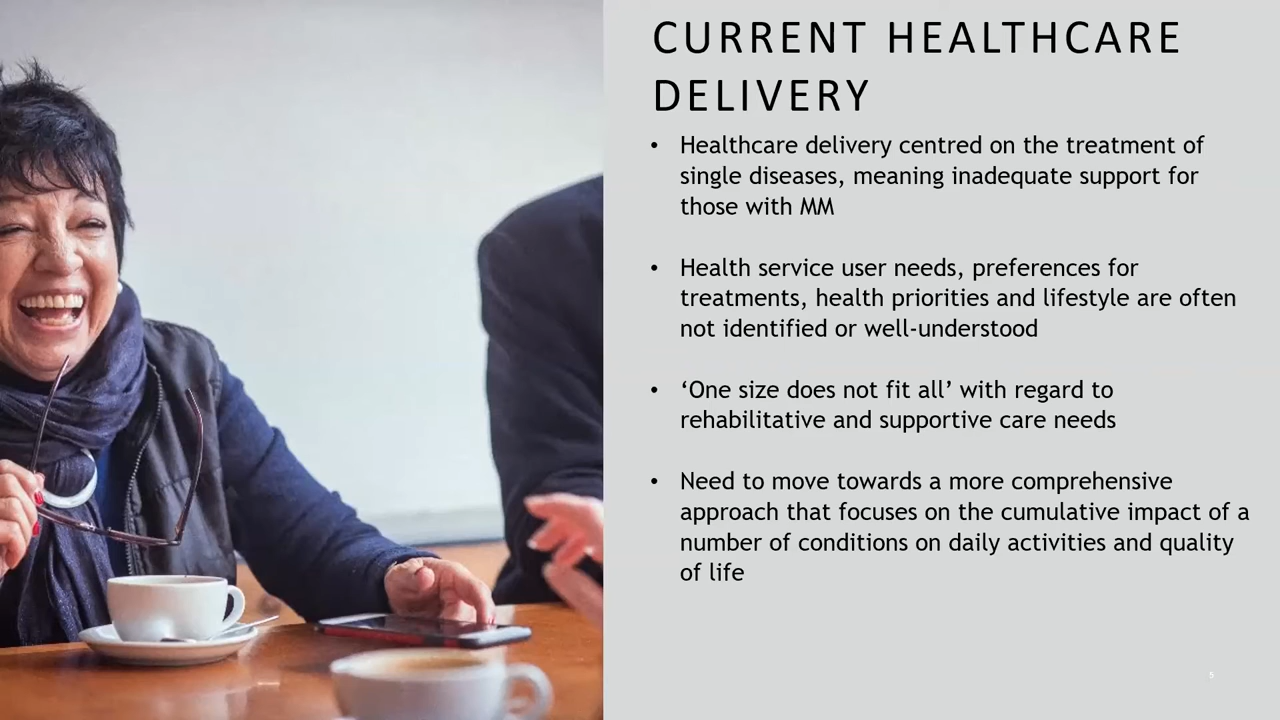 CURRENT HEALTHCARE
DELIVERY
• Healthcare delivery centred on the treatment of
single diseases, meaning inadequate support for
those with MM
• Health service user needs, preferences for
treatments, health priorities and lifestyle are often
not identified or well-understood
• ‘One size does not fit all’ with regard to
rehabilitative and supportive care needs
• Need to move towards a more comprehensive
approach that focuses on the cumulative impact of a
number of conditions on daily activities and quality
of life
5